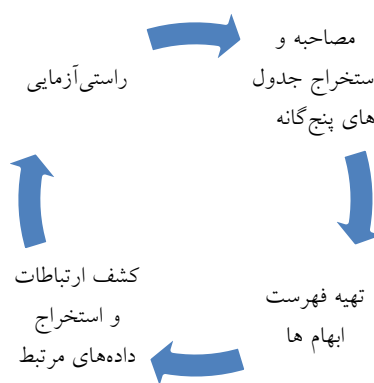 مصاحبه و
ستخراج جدول
های پنج‌گانه
تهیه فهرست
ابهام ها
کشف ارتباطات
و استخراج
داده‌های مرتبط
راستی‌آزمایی